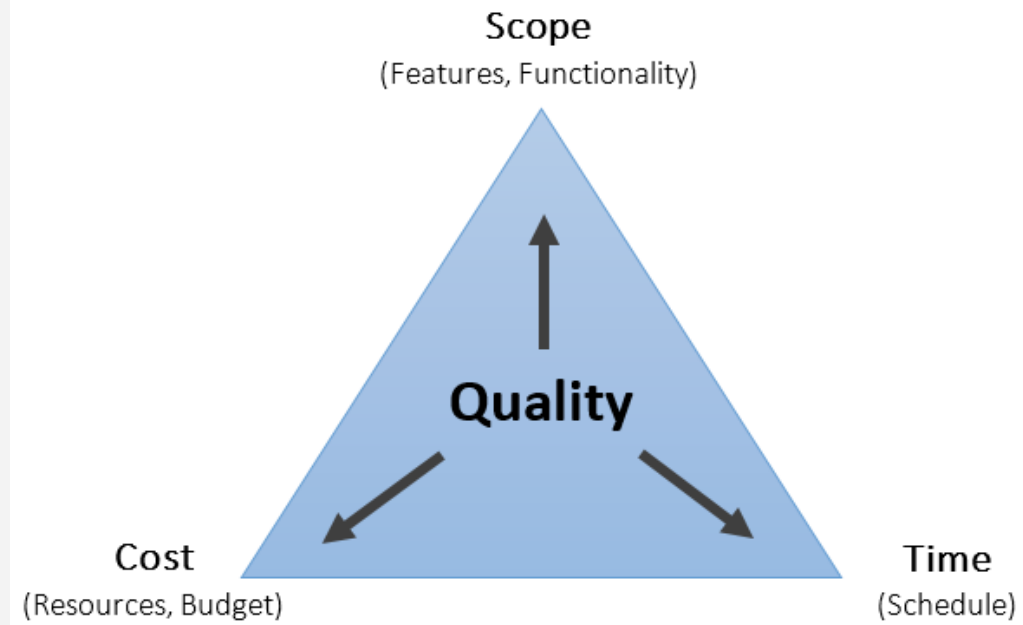 Scope
(Features, Functionality)
Quality
Cost
(Resources, Budget)
Time
(Schedule)